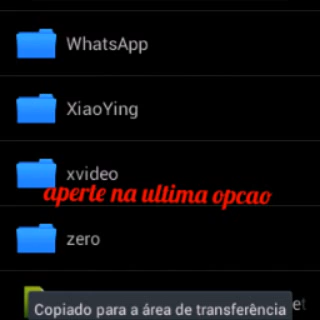 WhatsApp
XiaoYing
xvideo
aperte na ultima opcao
zero
Copiado para a área de transferência